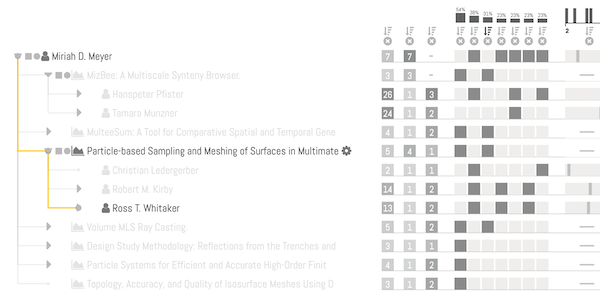 54% 38% 31% 23% 23% 23% 23%
2
Miriah D. Meyer 7 7 -
MizBee: A Multiscale Synteny Browser. 3 3 -
Hanspeter Pfister 26 1 3
Tamara Munzner 24 1 2
MulteeSum: A Tool for Comparative Spatial and Temporal Gene 4 1 2
Particle-based Sampling and Meshing of Surfaces in Multimate 5 4 1
Christian Ledergerber 2 1 1
Robert M. Kirby 14 1 2
Ross T. Whitaker 13 1 2
Volume MLS Ray Casting 5 1 2
Design Study Methodology: Reflections from the Trenches and 3 1 2
Particle Systems for Efficient and Accurate High-Order Finit 4 1 2
Topology, Accuracy, and Quality of Isosurface Meshes Using D 3 1 2